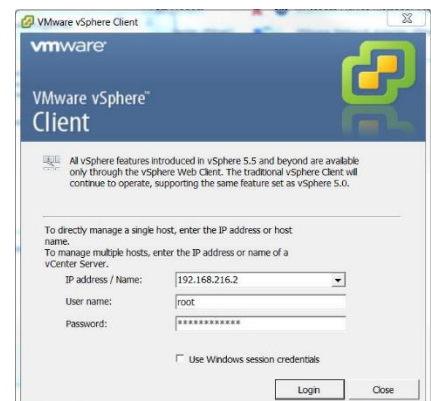 VMware vSphere Client
vmware
VMware vSphere™
Client
All vSphere features introduced in vSphere 5.5 and beyond are available
only through the vSphere Web Client. The traditional vSphere Client will
continue to operate, supporting the same feature set as vSphere 5.0.
To directly manage a single host, enter the IP address or host
name.
To manage multiple hosts, enter the IP address or name of a
vCenter Server.
IP address / Name: 192.168.216.2
User name: root
Password: ************
Use Windows session credentials
Login Close